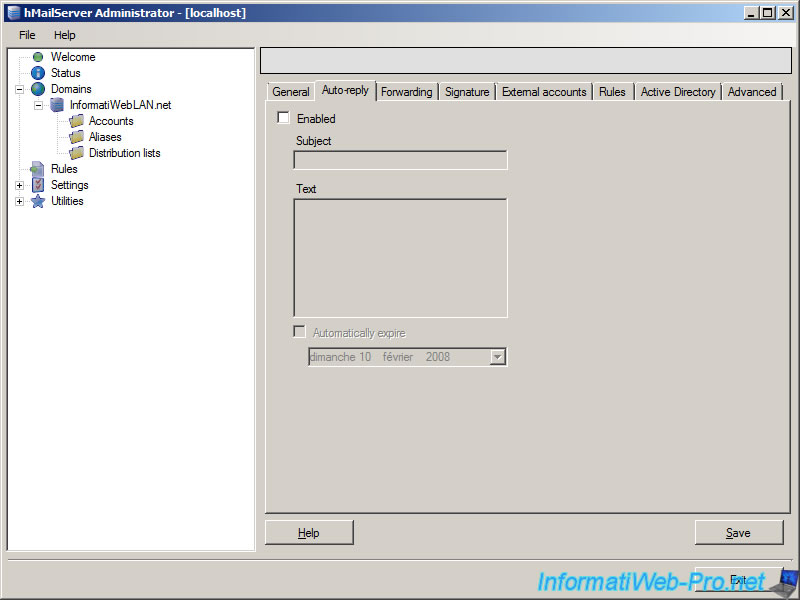 hMailServer Administrator - [localhost]
File Help
Welcome
Status
Domains
InformatiWebLAN.net
Accounts
Aliases
Distribution lists
Rules
Settings
Utilities
General Auto-reply Forwarding Signature External accounts Rules Active Directory Advanced
Enabled
Subject
Text
Automatically expire
dimanche 10 février 2008
Help Save
Exit
InformatiWeb-Pro.net